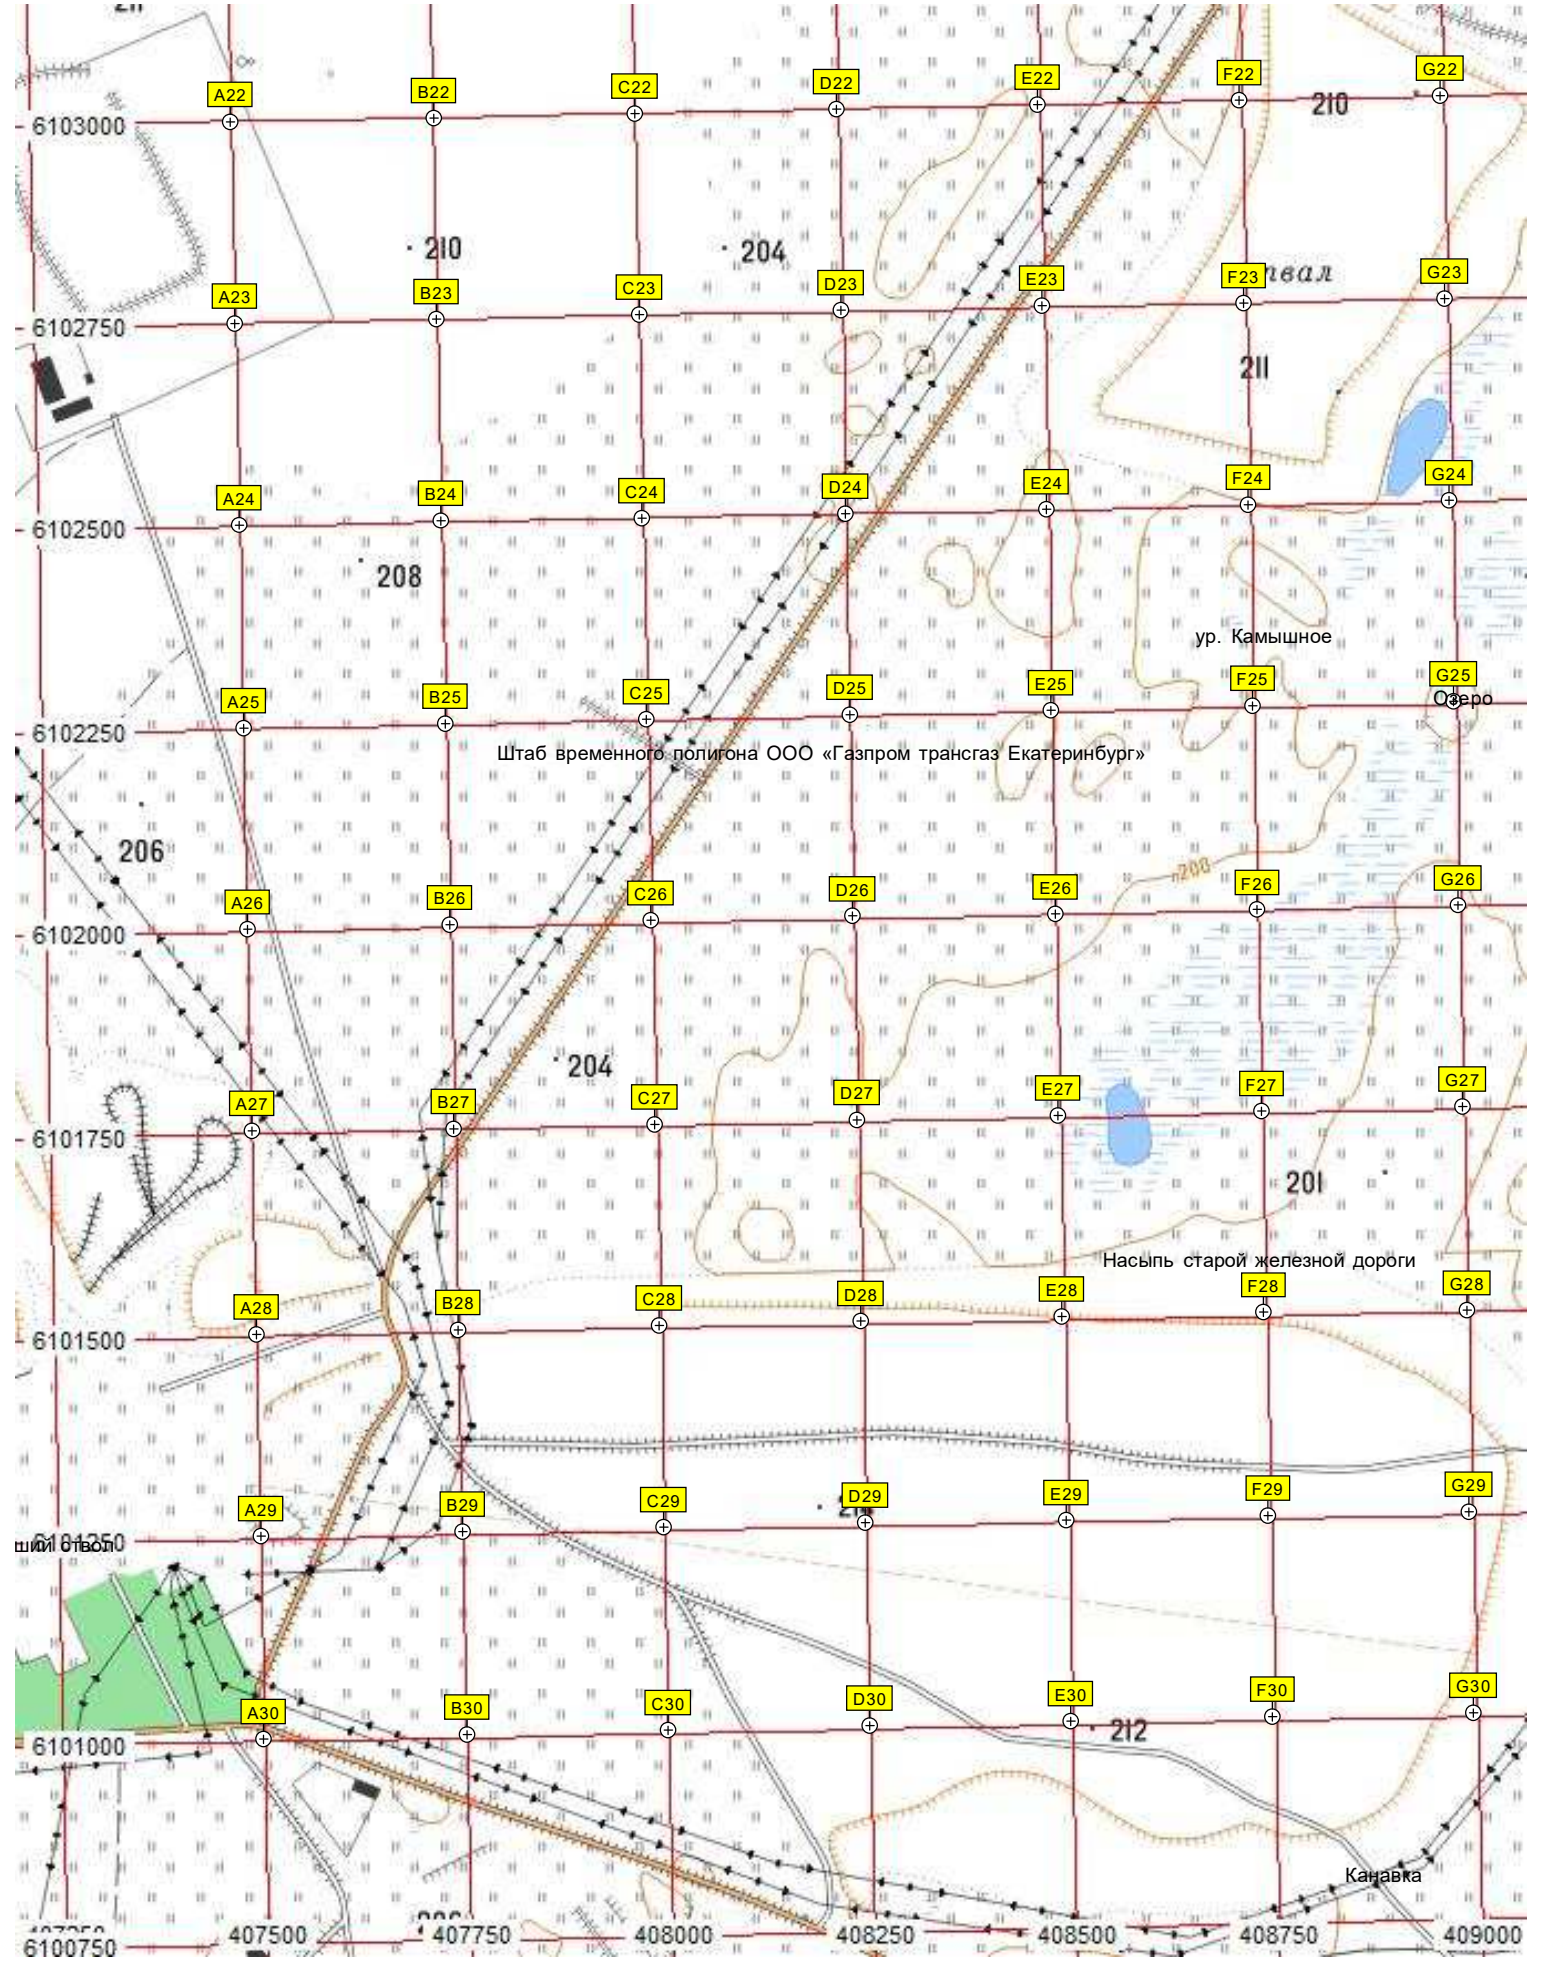 A22 B22 C22 D22 E22 F22 G22
210
6103000
210 204
A23 B23 C23 D23 E23 F23 G23
6102750
211
A24 B24 C24 D24 E24 F24 G24
6102500
208
ур. Камышное
A25 B25 C25 D25 E25 F25 G25
Озеро
6102250
Штаб временного полигона ООО «Газпром трансгаз Екатеринбург»
206
200
A26 B26 C26 D26 E26 F26 G26
6102000
204
A27 B27 C27 D27 E27 F27 G27
6101750
201
Насыпь старой железной дороги
A28 B28 C28 D28 E28 F28 G28
6101500
A29 B29 C29 D29 E29 F29 G29
ший ствол
A30 B30 C30 D30 E30 F30 G30
212
6101000
Канавка
407500 407750 408000 408250 408500 408750 409000
6100750